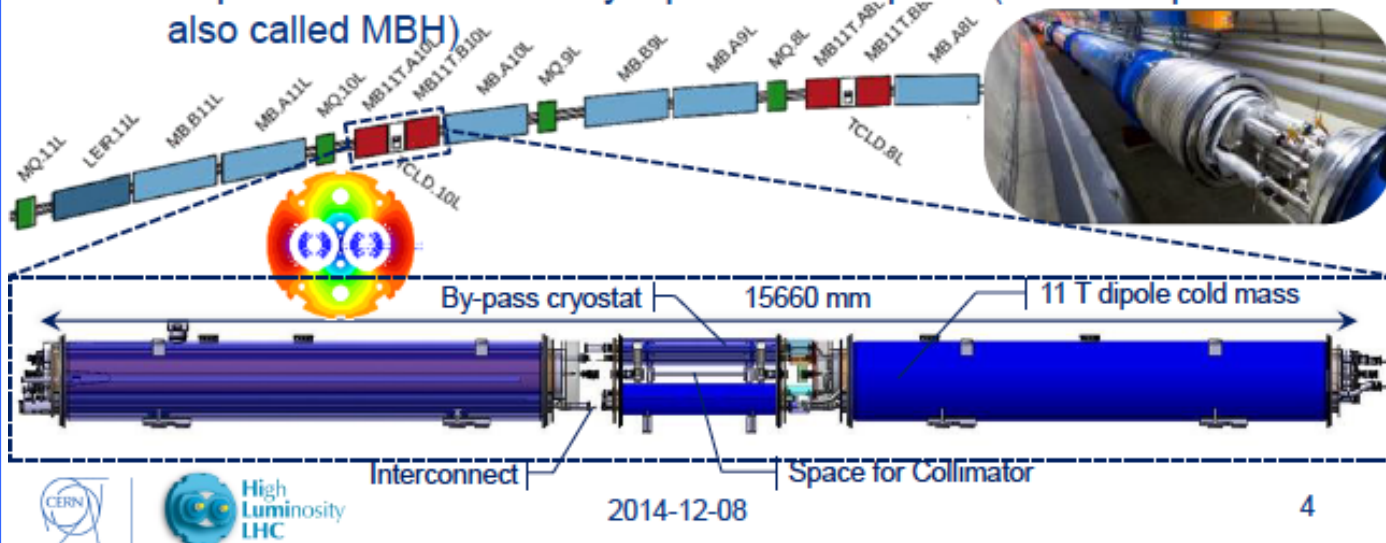 also called MBH)
MQ.11L
LEIR.11L
MB.B11L
MB.A11L
MQ.10L
MB11T.A10L
MB11T.B10L
MB.A10L
MQ.9L
MB.B9L
MB.A9L
MQ.8L
MB11T.A8L
MB.A8L
TCLD.10L
TCLD.8L
By-pass cryostat
15660 mm
11 T dipole cold mass
Interconnect
Space for Collimator
CERN
High
Luminosity
LHC
2014-12-08
4